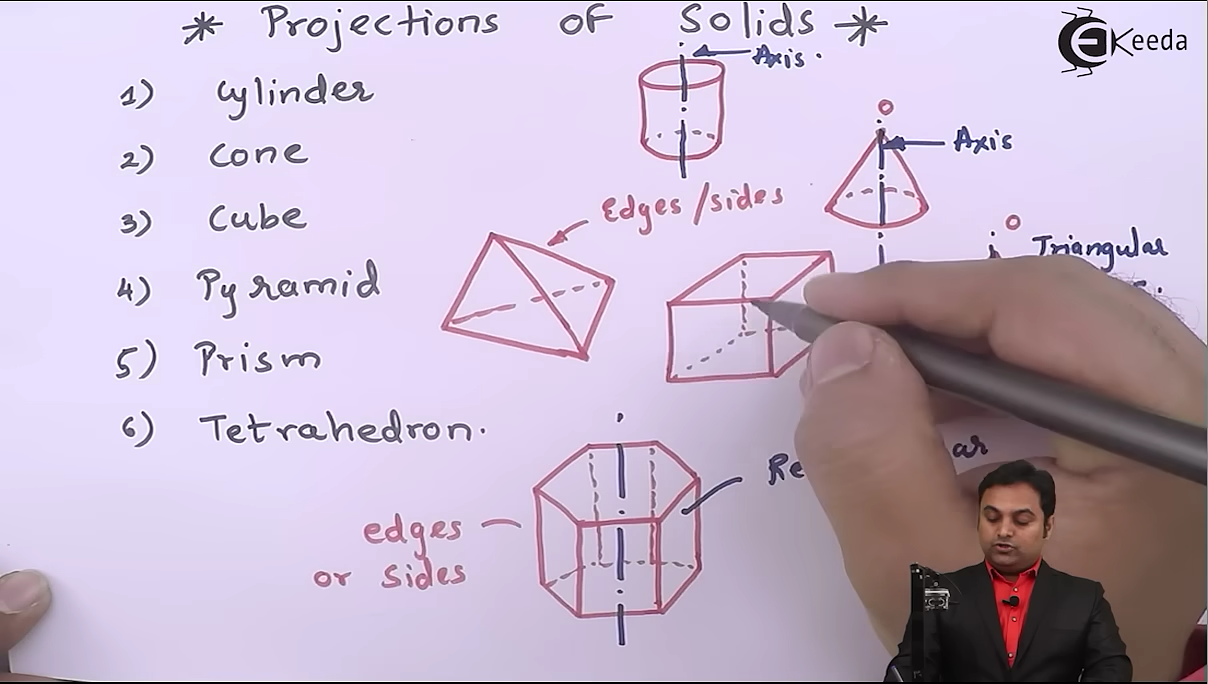 * Projections of Solids *
EKeeda
1) Cylinder
Axis.
2) Cone
O
Axis
3) Cube
Edges/sides
O
Triangular
4) Pyramid
5) Prism
6) Tetrahedron.
edges
or sides